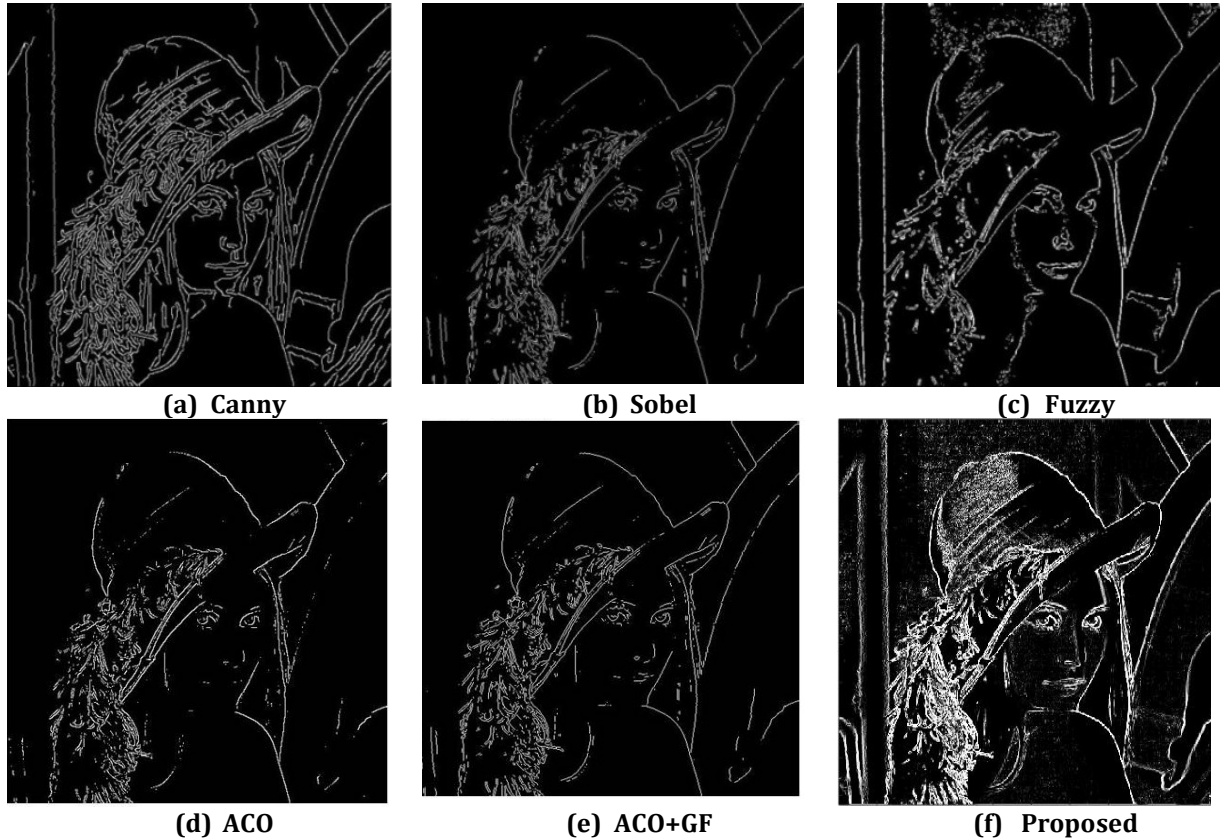 (a) Canny
(b) Sobel
(c) Fuzzy
(d) ACO
(e) ACO+GF
(f) Proposed